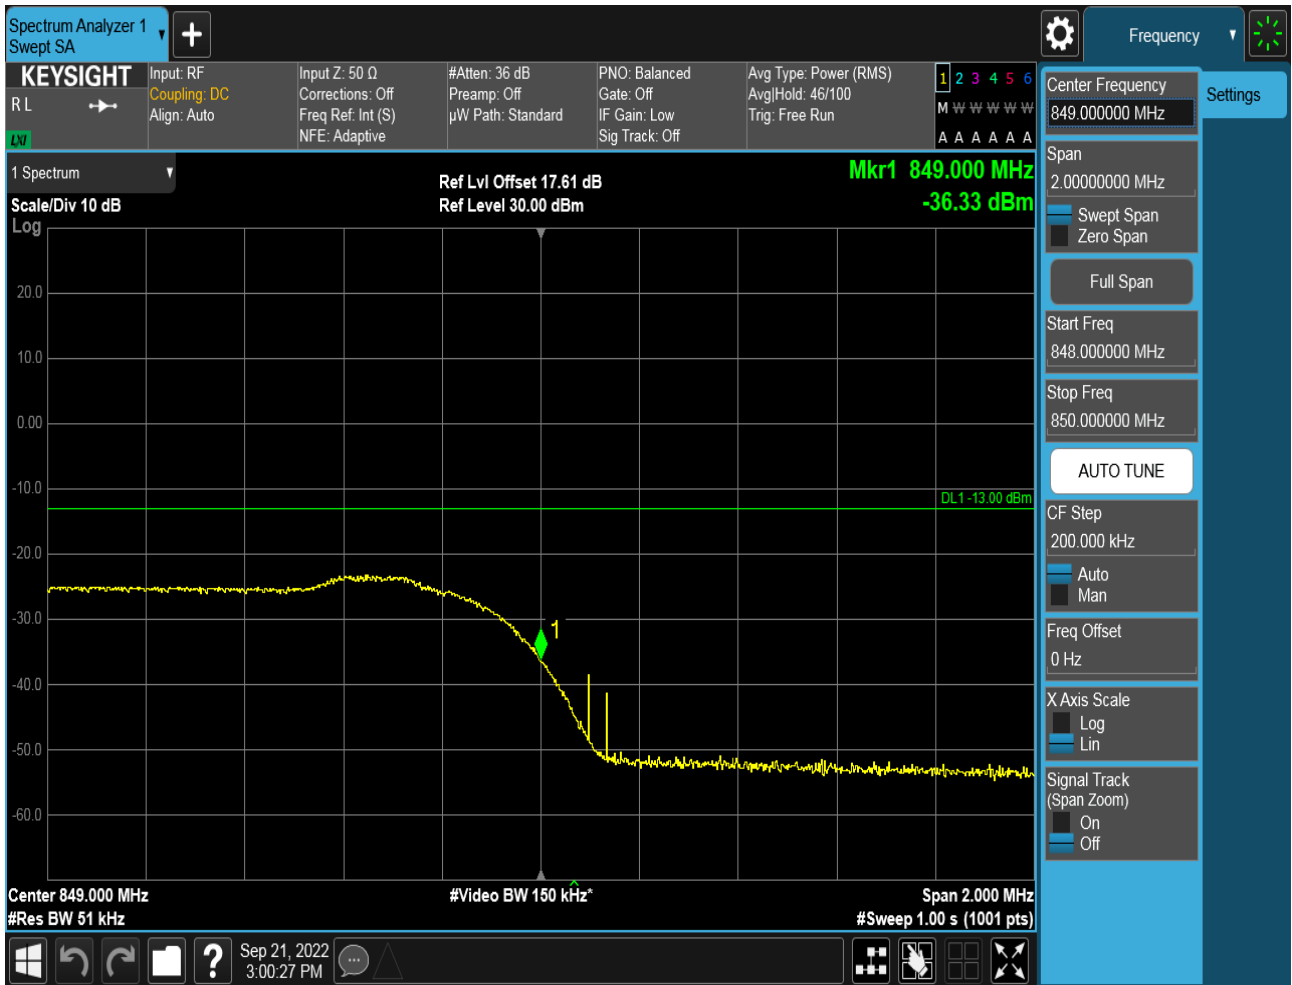 Spectrum Analyzer 1
Swept SA
Frequency
KEYSIGHT
R L
LXI
Input: RF
Coupling: DC
Align: Auto
Input Z: 50 Ω
Corrections: Off
Freq Ref: Int (S)
NFE: Adaptive
#Atten: 36 dB
Preamp: Off
µW Path: Standard
PNO: Balanced
Gate: Off
IF Gain: Low
Sig Track: Off
Avg Type: Power (RMS)
Avg|Hold: 46/100
Trig: Free Run
1 2 3 4 5 6
M W W W W W
A A A A A A
1 Spectrum
Scale/Div 10 dB
Log
Ref Lvl Offset 17.61 dB
Ref Level 30.00 dBm
Mkr1 849.000 MHz
-36.33 dBm
20.0
10.0
0.00
-10.0
-20.0
-30.0
-40.0
-50.0
-60.0
DL1 -13.00 dBm
1
Center 849.000 MHz
#Res BW 51 kHz
#Video BW 150 kHz*
Span 2.000 MHz
#Sweep 1.00 s (1001 pts)
Sep 21, 2022
3:00:27 PM
Center Frequency
849.000000 MHz
Settings
Span
2.00000000 MHz
Swept Span
Zero Span
Full Span
Start Freq
848.000000 MHz
Stop Freq
850.000000 MHz
AUTO TUNE
CF Step
200.000 kHz
Auto
Man
Freq Offset
0 Hz
X Axis Scale
Log
Lin
Signal Track
(Span Zoom)
On
Off